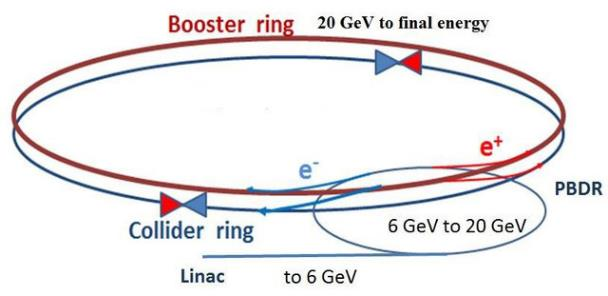 Booster ring 20 GeV to final energy
e⁺
e⁻
PBDR
6 GeV to 20 GeV
Collider ring
Linac to 6 GeV